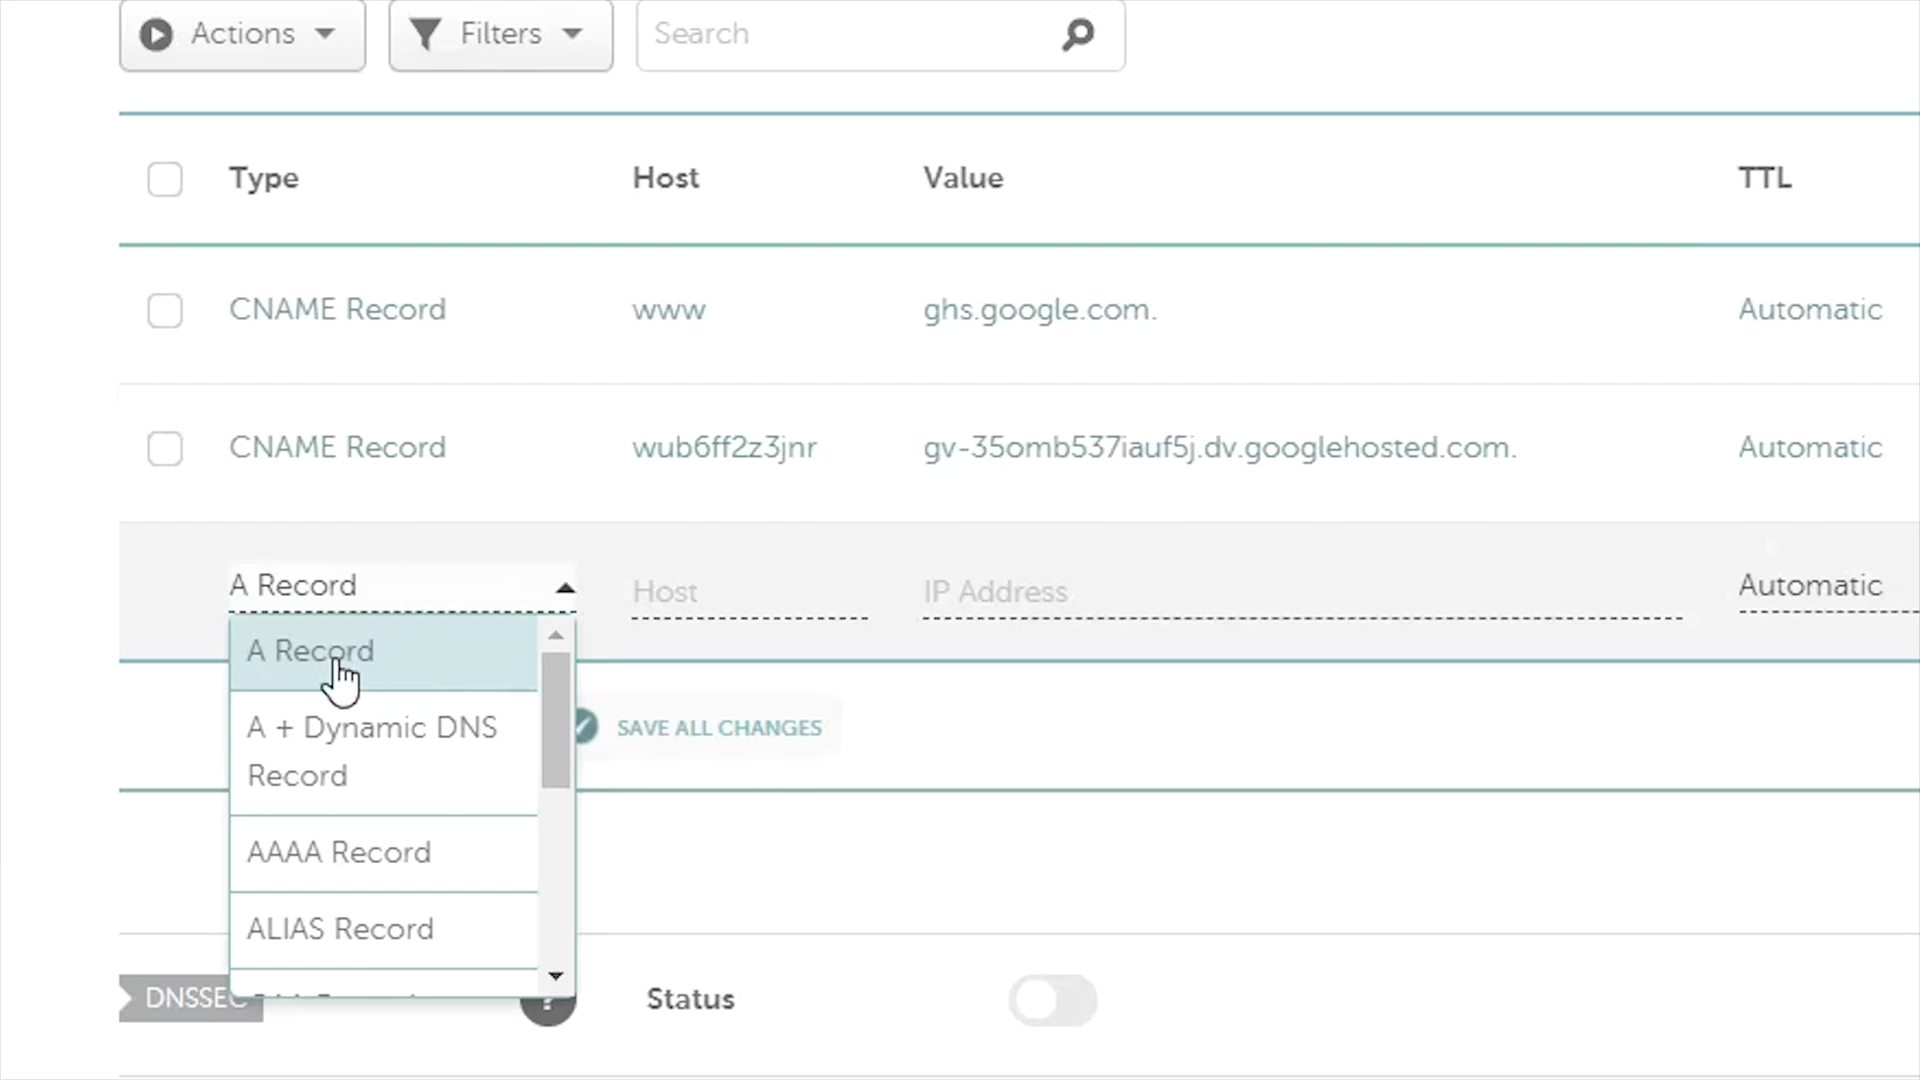 Actions
Filters
Search
Type Host Value TTL
CNAME Record www ghs.google.com. Automatic
CNAME Record wub6ff2z3jnr gv-35omb537iauf5j.dv.googlehosted.com. Automatic
A Record Host IP Address Automatic
A Record
A + Dynamic DNS
Record
SAVE ALL CHANGES
AAAA Record
ALIAS Record
DNSSEC ? Status